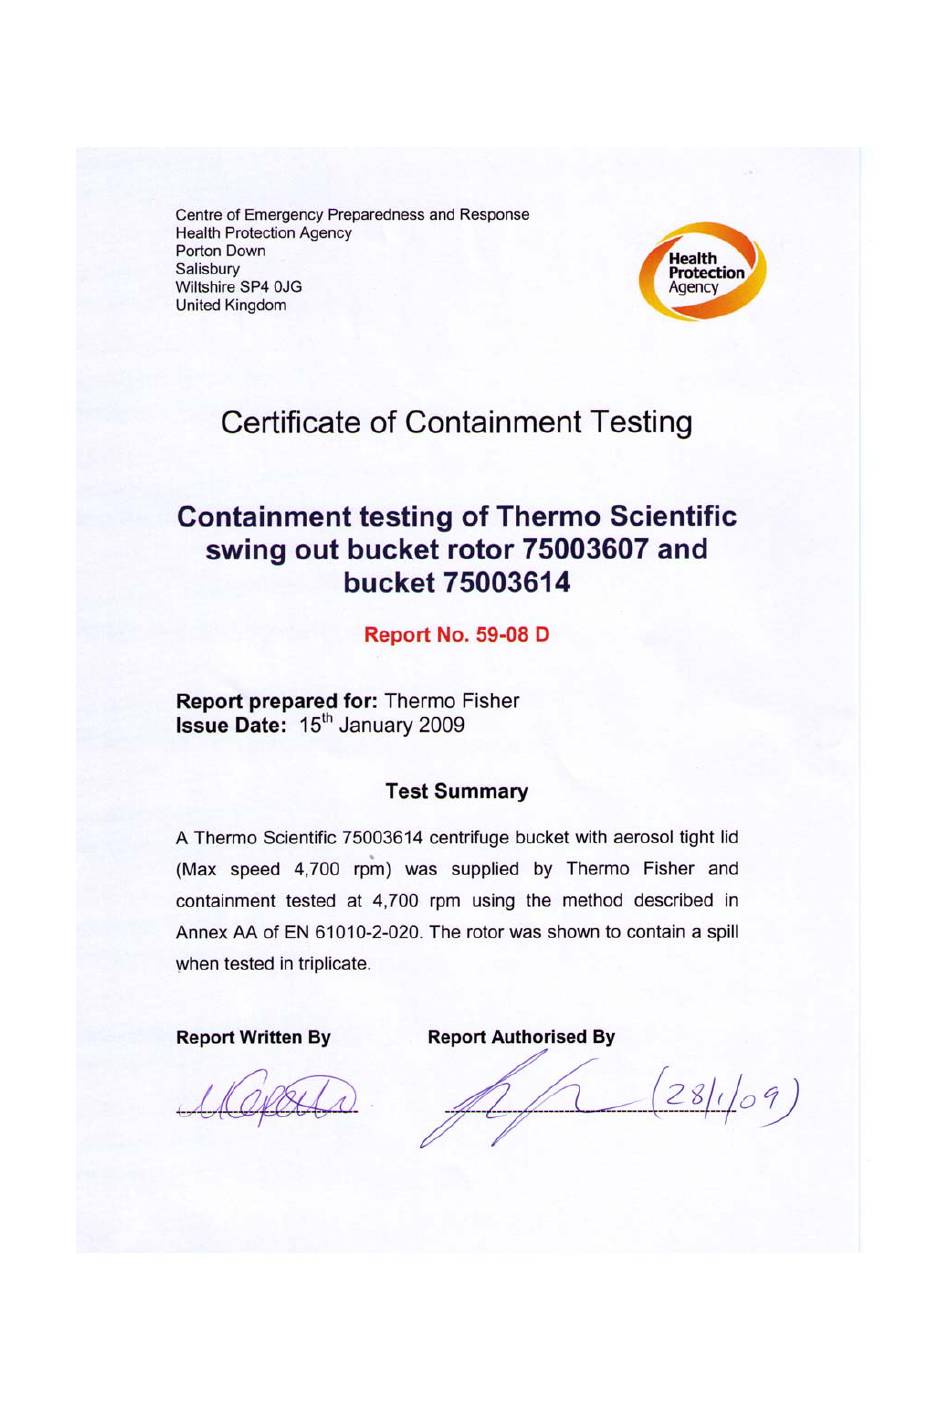 Centre of Emergency Preparedness and Response
Health Protection Agency
Porton Down
Salisbury
Wiltshire SP4 0JG
United Kingdom
Health
Protection
Agency
Certificate of Containment Testing
Containment testing of Thermo Scientific
swing out bucket rotor 75003607 and
bucket 75003614
Report No. 59-08 D
Report prepared for: Thermo Fisher
Issue Date: 15th January 2009
Test Summary
A Thermo Scientific 75003614 centrifuge bucket with aerosol tight lid
(Max speed 4,700 rpm) was supplied by Thermo Fisher and
containment tested at 4,700 rpm using the method described in
Annex AA of EN 61010-2-020. The rotor was shown to contain a spill
when tested in triplicate.
Report Written By
Report Authorised By
(28/1/09)